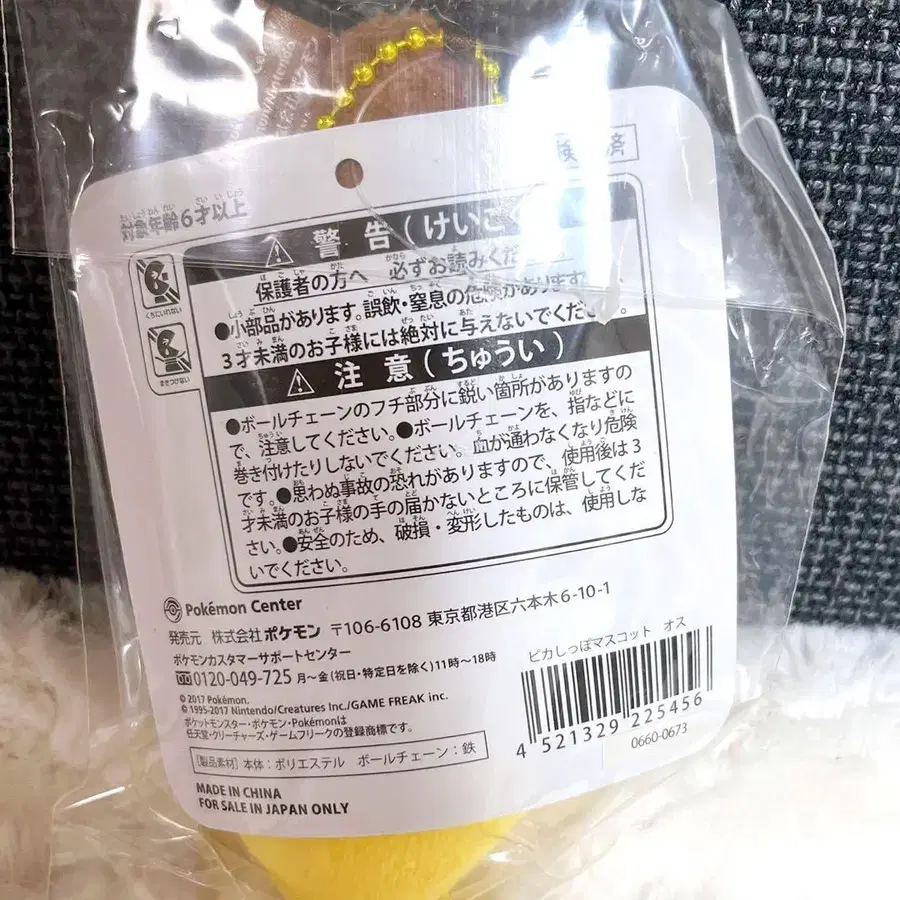 済
対象年齢6才以上
警 告(けいこく
保護者の方へ 必ずお読みくだ
くちにいれない
●小部品があります。誤飲・窒息の危険があります。
3才未満のお子様には絶対に与えないでください。
まきつけない
注 意(ちゅうい)
●ボールチェーンのフチ部分に鋭い箇所がありますの
で、注意してください。●ボールチェーンを、指などに
巻き付けたりしないでください。血が通わなくなり危険
です。●思わぬ事故の恐れがありますので、使用後は3
才未満のお子様の手の届かないところに保管してくだ
さい。●安全のため、破損・変形したものは、使用しな
いでください。
Pokémon Center
発売元 株式会社ポケモン 〒106-6108 東京都港区六本木6-10-1
ポケモンカスタマーサポートセンター
0120-049-725 月～金(祝日・特定日を除く)11時～18時
© 2017 Pokémon.
© 1995-2017 Nintendo/Creatures Inc./GAME FREAK inc.
ポケットモンスター・ポケモン・Pokémonは
任天堂・クリーチャーズ・ゲームフリークの登録商標です。
[製品素材] 本体：ポリエステル ボールチェーン：鉄
MADE IN CHINA
FOR SALE IN JAPAN ONLY
ピカしっぽマスコット オス
4 521329 225456
0660-0673